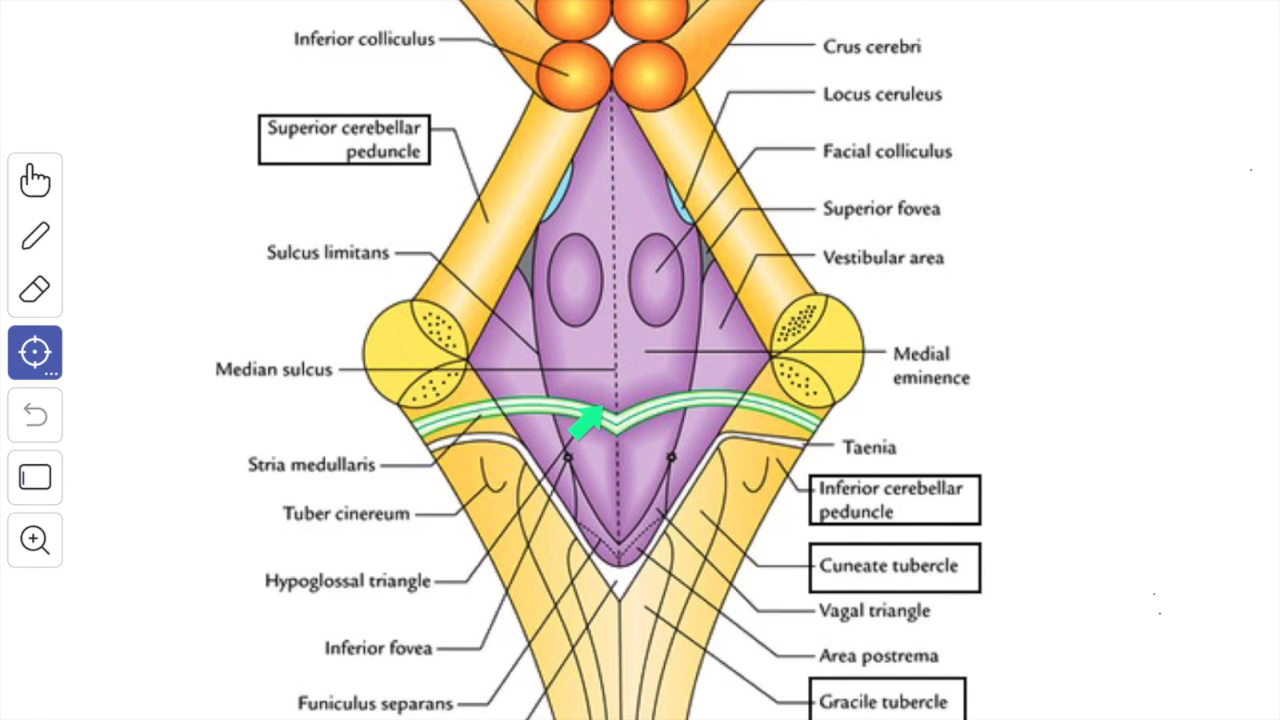 Inferior colliculus
Superior cerebellar
peduncle
Sulcus limitans
Median sulcus
Stria medullaris
Tuber cinereum
Hypoglossal triangle
Inferior fovea
Funiculus separans
Crus cerebri
Locus ceruleus
Facial colliculus
Superior fovea
Vestibular area
Medial
eminence
Taenia
Inferior cerebellar
peduncle
Cuneate tubercle
Vagal triangle
Area postrema
Gracile tubercle